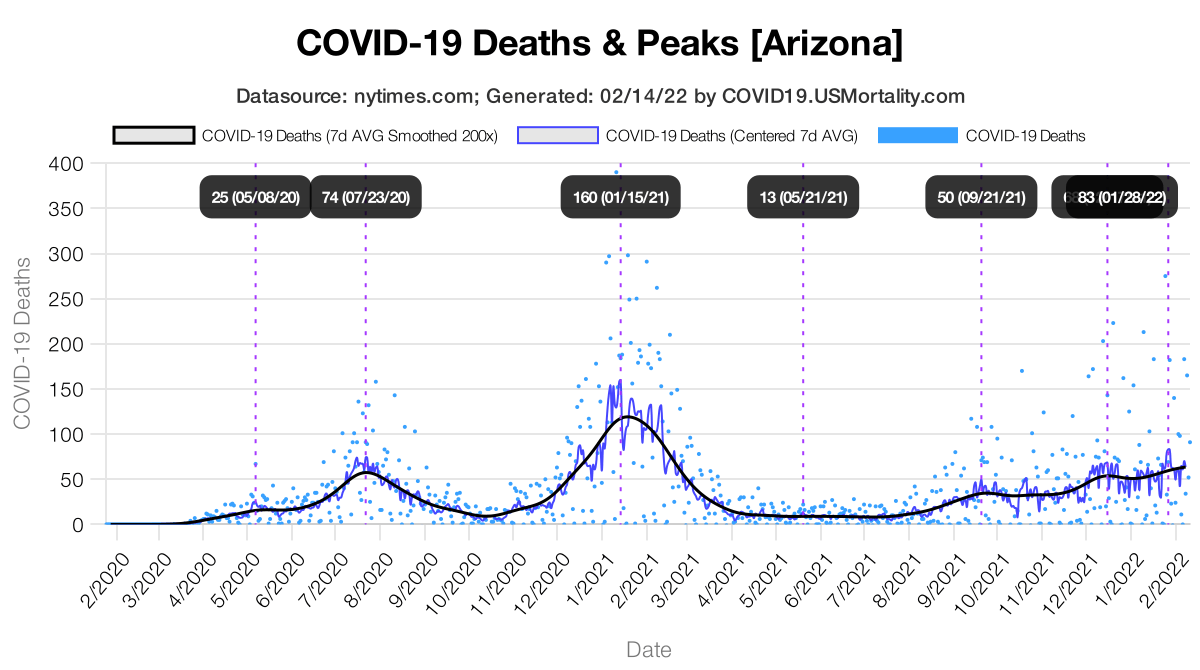 COVID-19 Deaths & Peaks [Arizona]
Datasource: nytimes.com; Generated: 02/14/22 by COVID19.USMortality.com
COVID-19 Deaths (7d AVG Smoothed 200x) COVID-19 Deaths (Centered 7d AVG) COVID-19 Deaths
400
25 (05/08/20) 74 (07/23/20) 160 (01/15/21) 13 (05/21/21) 50 (09/21/21) 83 (01/28/22)
350
300
250
200
150
100
50
0
COVID-19 Deaths
2/2020 3/2020 4/2020 5/2020 6/2020 7/2020 8/2020 9/2020 10/2020 11/2020 12/2020 1/2021 2/2021 3/2021 4/2021 5/2021 6/2021 7/2021 8/2021 9/2021 10/2021 11/2021 12/2021 1/2022 2/2022
Date